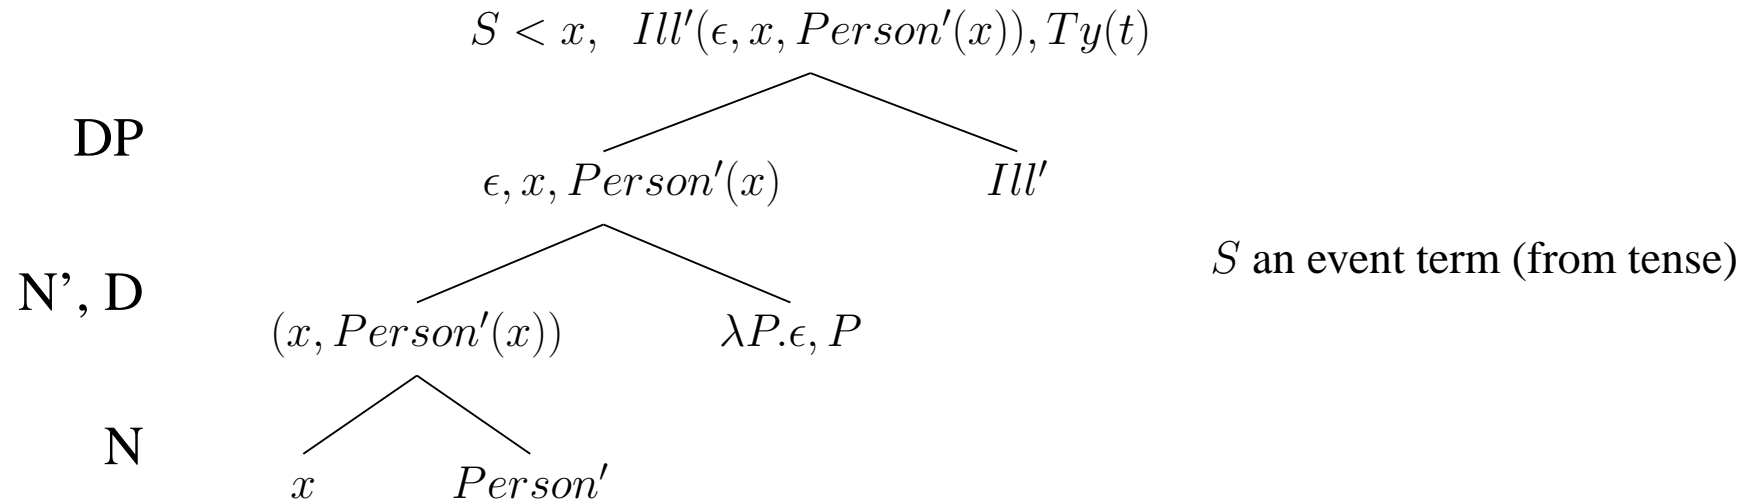 S < x, Ill′(ϵ, x, Person′(x)), Ty(t)
DP
ϵ, x, Person′(x) Ill′
S an event term (from tense)
N’, D
(x, Person′(x)) λP.ϵ, P
N
x Person′